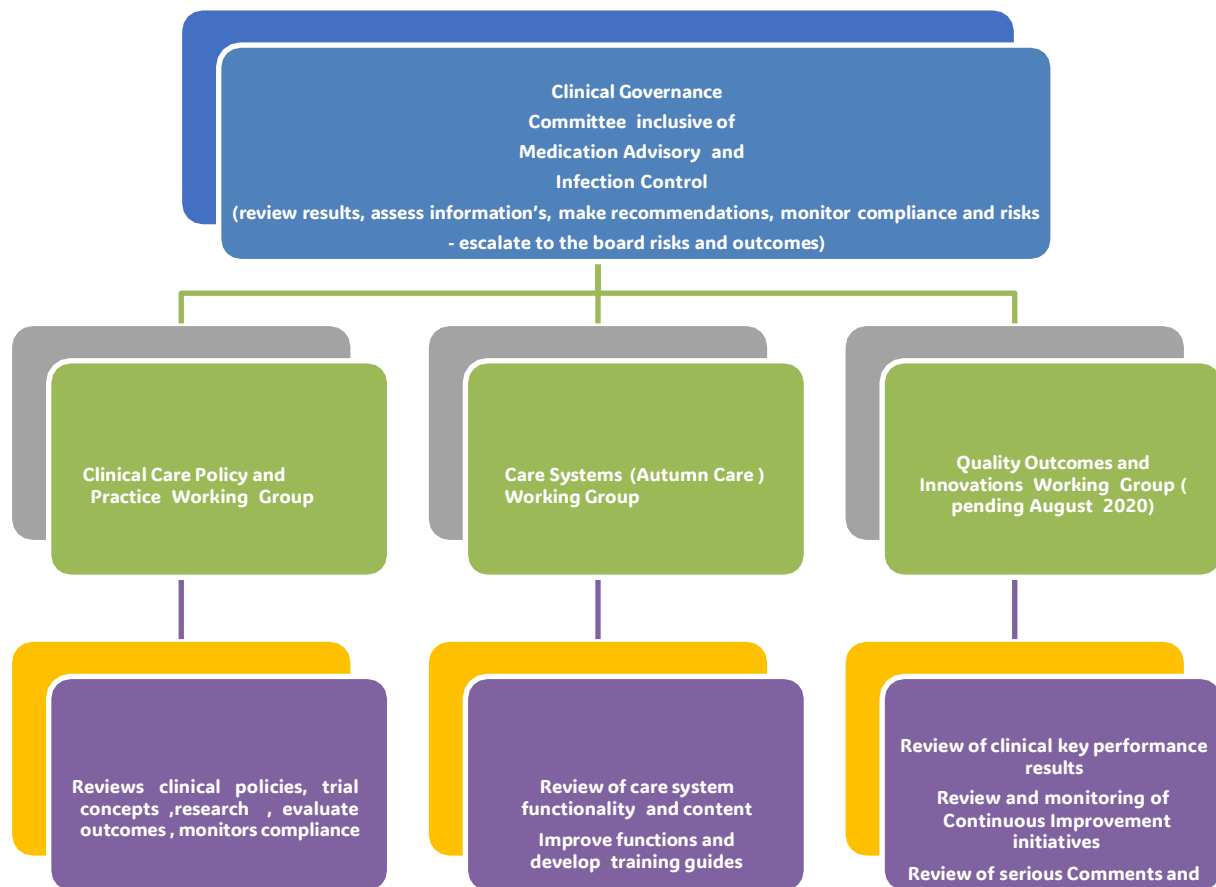 Clinical Governance
Committee inclusive of
Medication Advisory and
Infection Control
(review results, assess information’s, make recommendations, monitor compliance and risks
- escalate to the board risks and outcomes)
Clinical Care Policy and
Practice Working Group
Care Systems (Autumn Care )
Working Group
Quality Outcomes and
Innovations Working Group (
pending August 2020)
Reviews clinical policies, trial
concepts ,research , evaluate
outcomes , monitors compliance
Review of care system
functionality and content
Improve functions and
develop training guides
Review of clinical key performance
results
Review and monitoring of
Continuous Improvement
initiatives
Review of serious Comments and